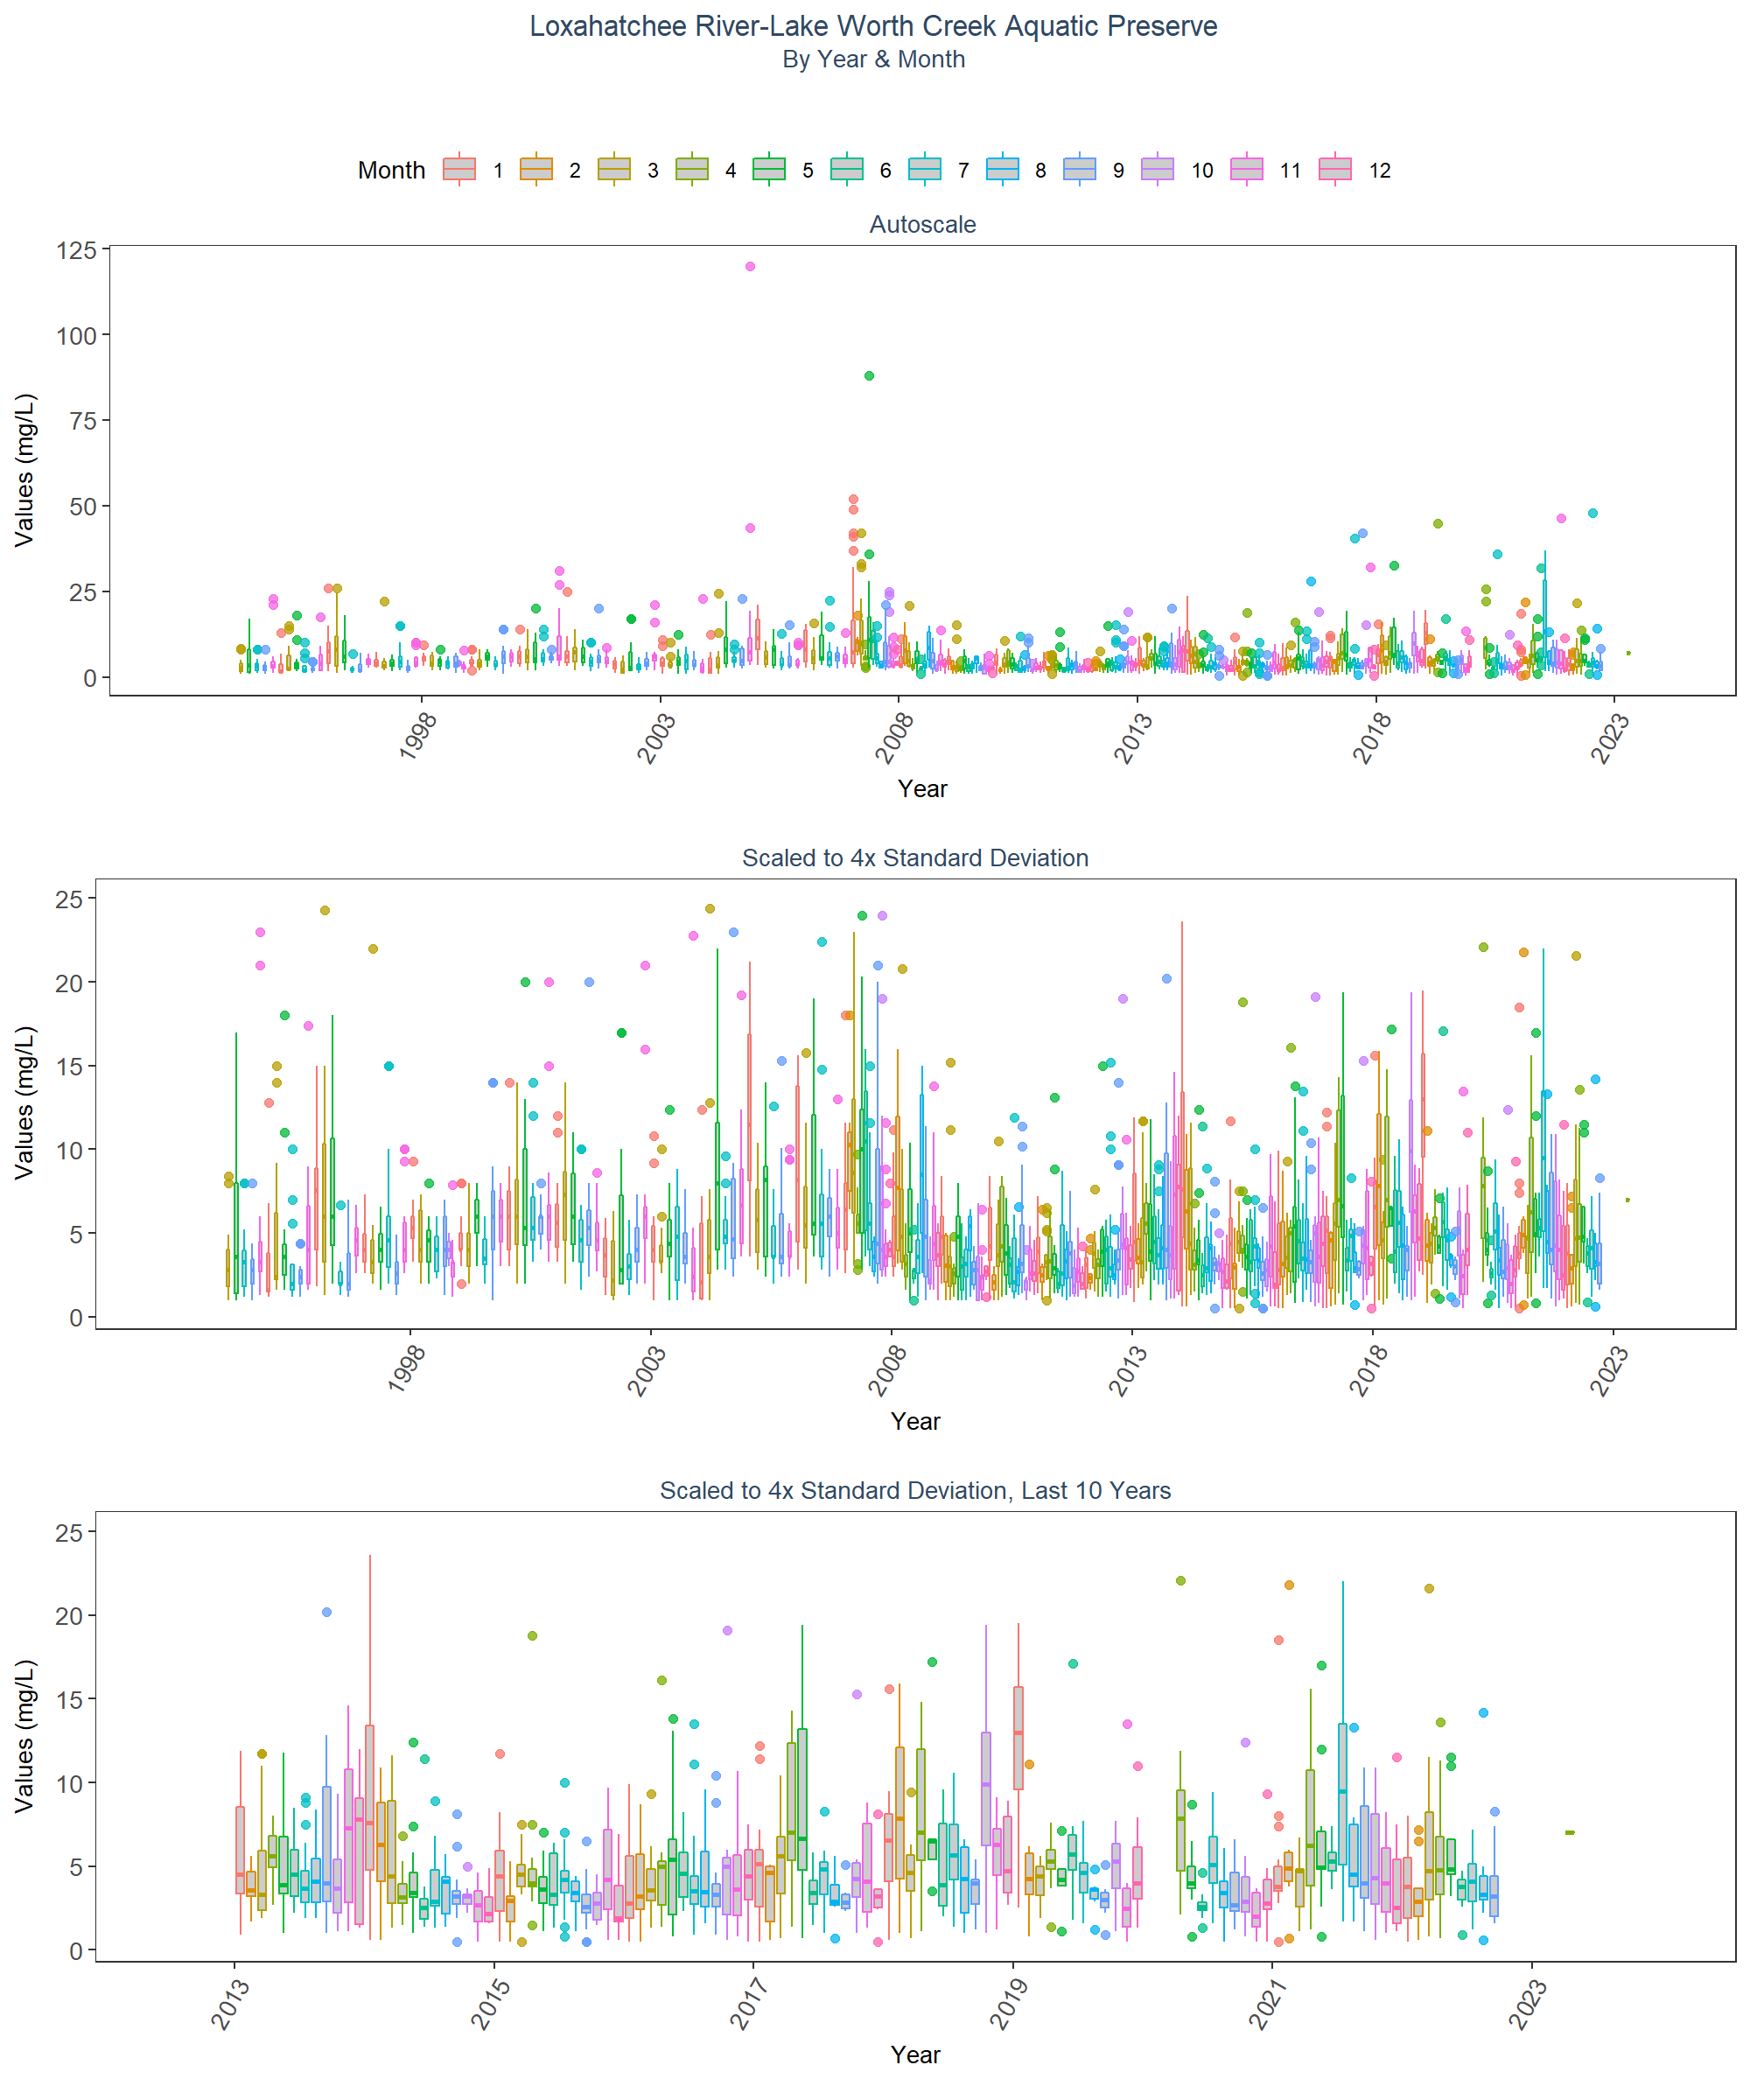 Loxahatchee River-Lake Worth Creek Aquatic Preserve
By Year & Month
Month 1 2 3 4 5 6 7 8 9 10 11 12
Autoscale
Values (mg/L)
125
100
75
50
25
0
1998 2003 2008 2013 2018 2023
Year
Scaled to 4x Standard Deviation
Values (mg/L)
25
20
15
10
5
0
1998 2003 2008 2013 2018 2023
Year
Scaled to 4x Standard Deviation, Last 10 Years
Values (mg/L)
25
20
15
10
5
0
2013 2015 2017 2019 2021 2023
Year